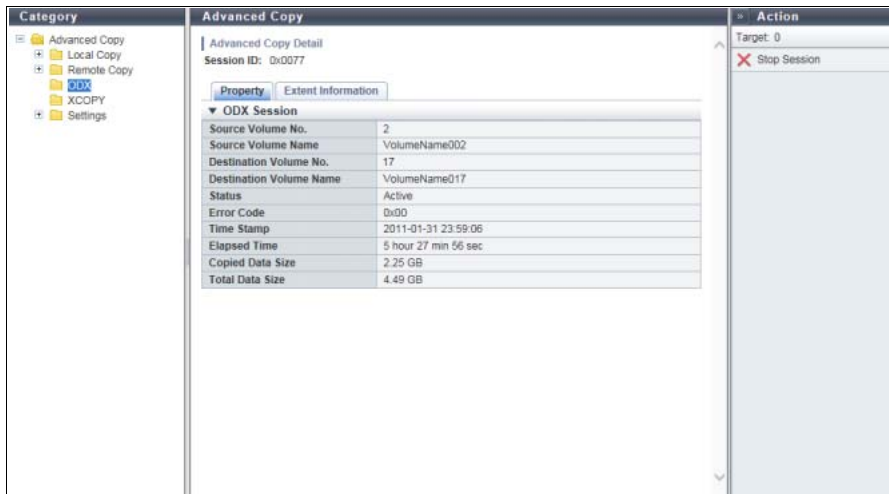 Category
Advanced Copy
Local Copy
Remote Copy
ODX
XCOPY
Settings
Advanced Copy
Advanced Copy Detail
Session ID: 0x0077
Property Extent Information
▼ ODX Session
Source Volume No. 2
Source Volume Name VolumeName002
Destination Volume No. 17
Destination Volume Name VolumeName017
Status Active
Error Code 0x00
Time Stamp 2011-01-31 23:59:06
Elapsed Time 5 hour 27 min 56 sec
Copied Data Size 2.25 GB
Total Data Size 4.49 GB
» Action
Target: 0
Stop Session